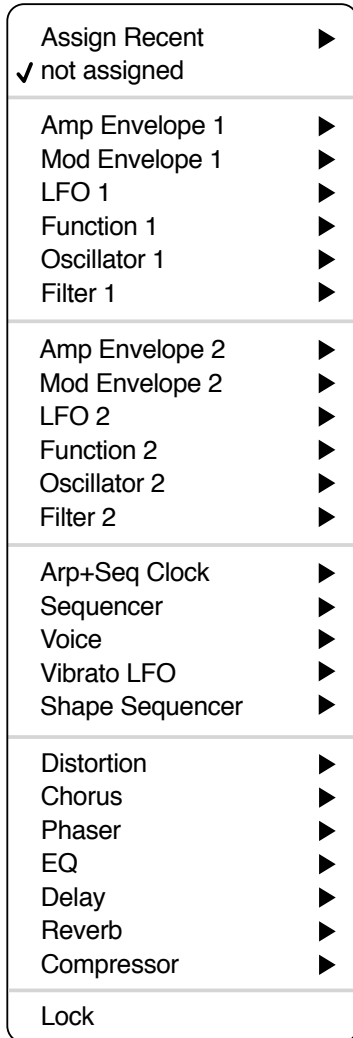 Assign Recent
not assigned
Amp Envelope 1
Mod Envelope 1
LFO 1
Function 1
Oscillator 1
Filter 1
Amp Envelope 2
Mod Envelope 2
LFO 2
Function 2
Oscillator 2
Filter 2
Arp+Seq Clock
Sequencer
Voice
Vibrato LFO
Shape Sequencer
Distortion
Chorus
Phaser
EQ
Delay
Reverb
Compressor
Lock